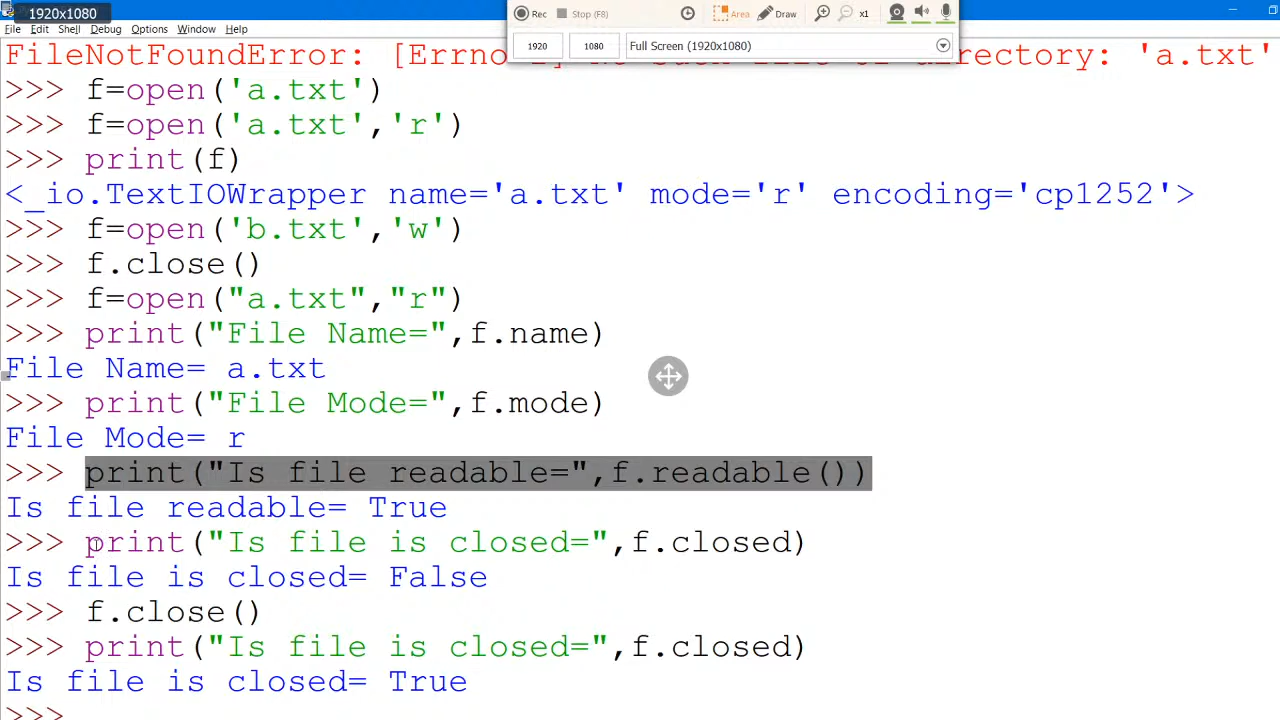 1920x1080
Rec Stop (F8) Area Draw x1
File Edit Shell Debug Options Window Help
1920 1080 Full Screen (1920x1080)
FileNotFoundError: [Errno directory: 'a.txt'
>>> f=open('a.txt')
>>> f=open('a.txt','r')
>>> print(f)
<_io.TextIOWrapper name='a.txt' mode='r' encoding='cp1252'>
>>> f=open('b.txt','w')
>>> f.close()
>>> f=open("a.txt","r")
>>> print("File Name=",f.name)
File Name= a.txt
>>> print("File Mode=",f.mode)
File Mode= r
>>> print("Is file readable=",f.readable())
Is file readable= True
>>> print("Is file is closed=",f.closed)
Is file is closed= False
>>> f.close()
>>> print("Is file is closed=",f.closed)
Is file is closed= True
>>>